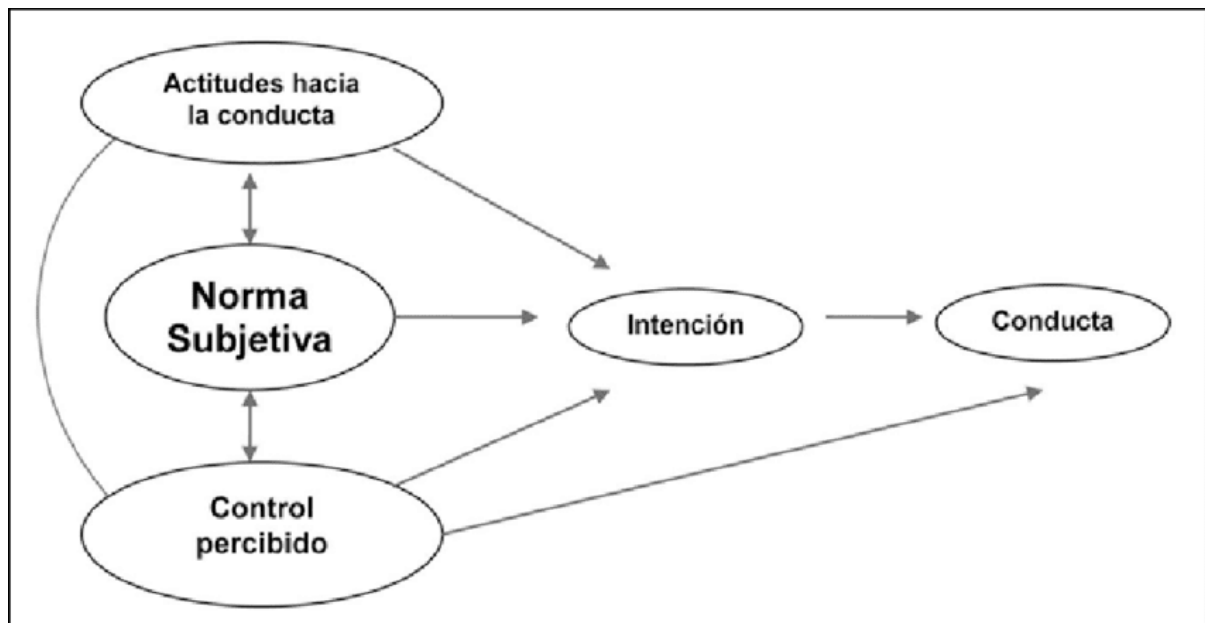 Actitudes hacia
la conducta
Norma
Subjetiva
Intención
Conducta
Control
percibido